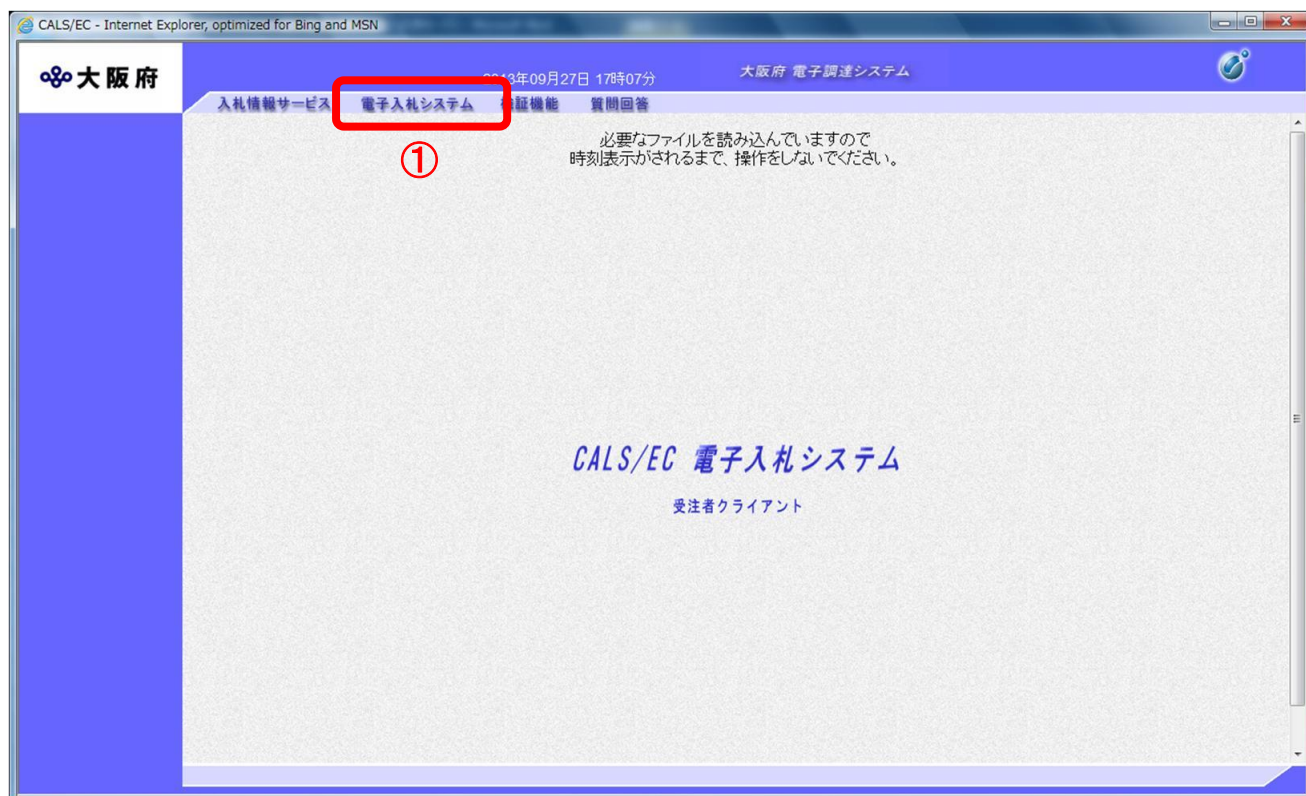 CALS/EC - Internet Explorer, optimized for Bing and MSN
大阪府
年09月27日 17時07分
大阪府 電子調達システム
入札情報サービス
電子入札システム
証機能
質問回答
①
必要なファイルを読み込んでいますので
時刻表示がされるまで、操作をしないでください。
CALS/EC 電子入札システム
受注者クライアント